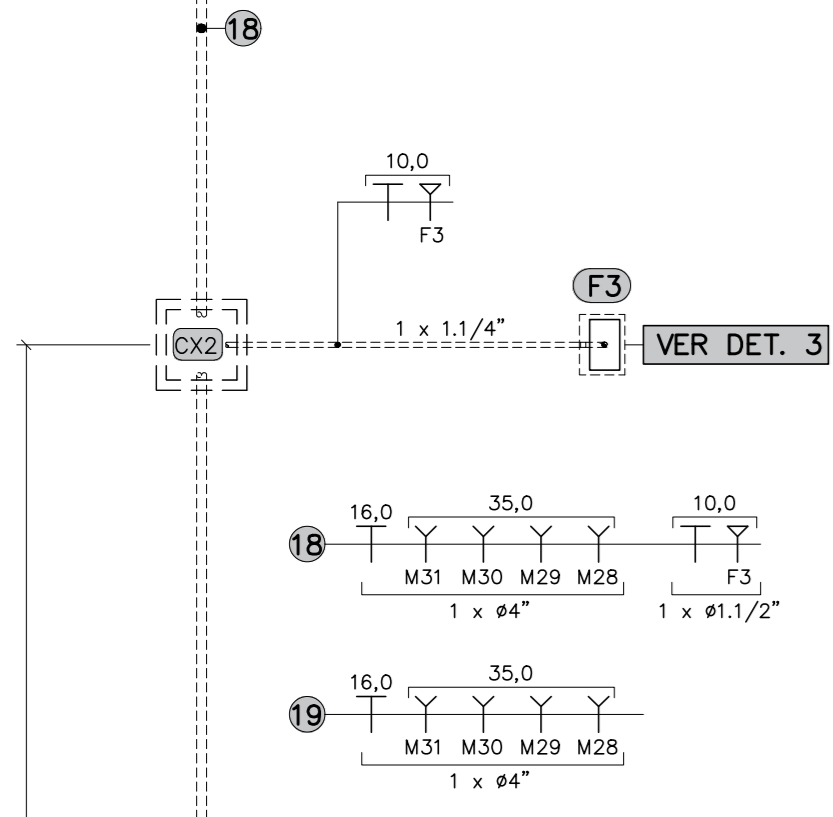 18
10,0
F3
F3
CX2
1 x 1.1/4”
VER DET. 3
16,0 35,0 10,0
18
M31 M30 M29 M28 F3
1 x ø4” 1 x ø1.1/2”
16,0 35,0
19
M31 M30 M29 M28
1 x ø4”